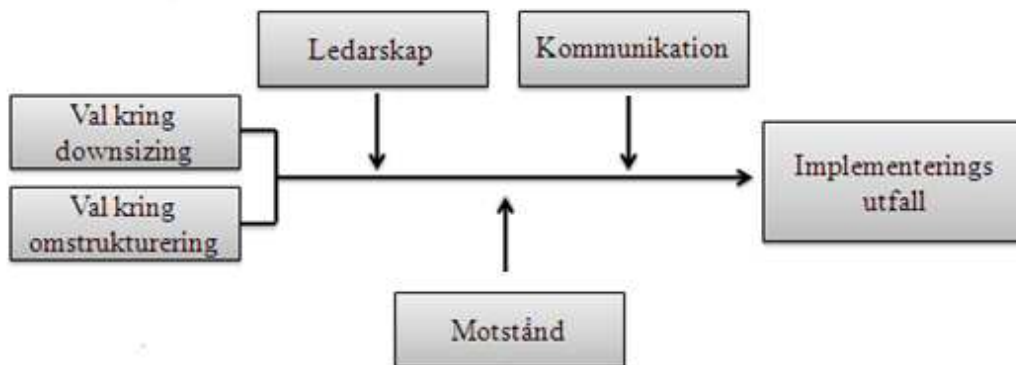 Ledarskap
Kommunikation
Val kring
downsizing
Val kring
omstrukturering
Implementerings
utfall
Motstånd